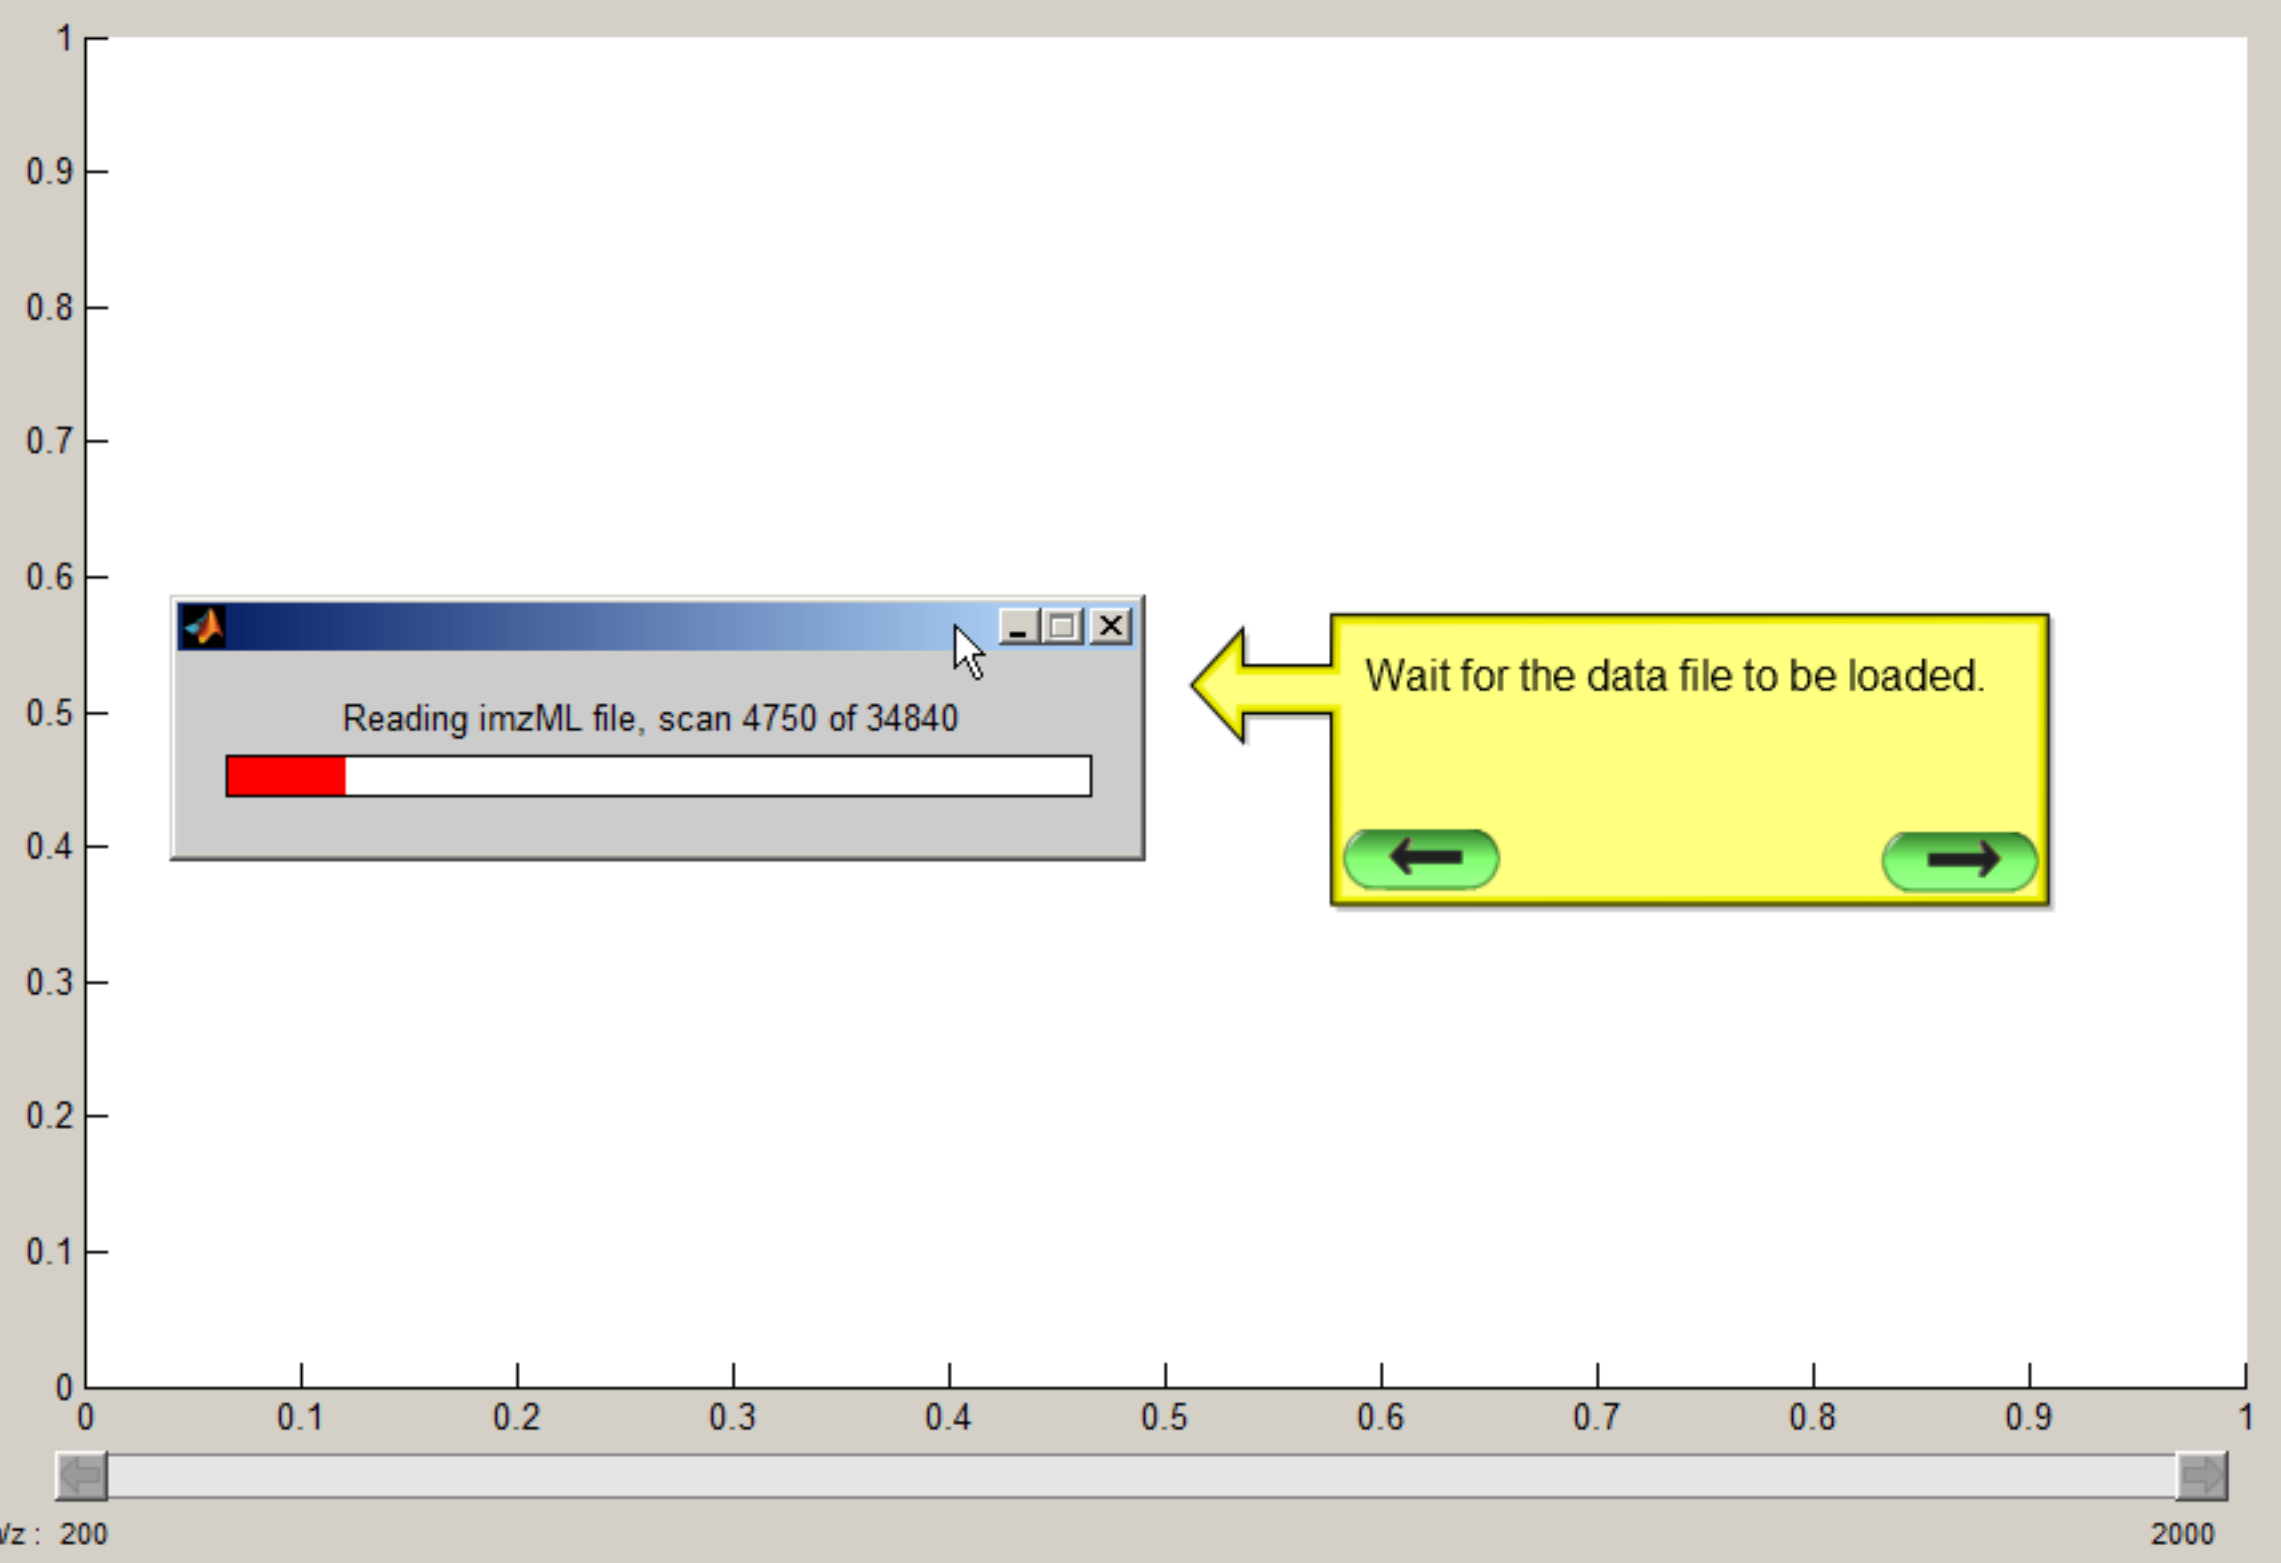 1
0.9
0.8
0.7
0.6
Reading imzML file, scan 4750 of 34840
Wait for the data file to be loaded.
0.5
0.4
0.3
0.2
0.1
0
0 0.1 0.2 0.3 0.4 0.5 0.6 0.7 0.8 0.9 1
/z : 200 2000